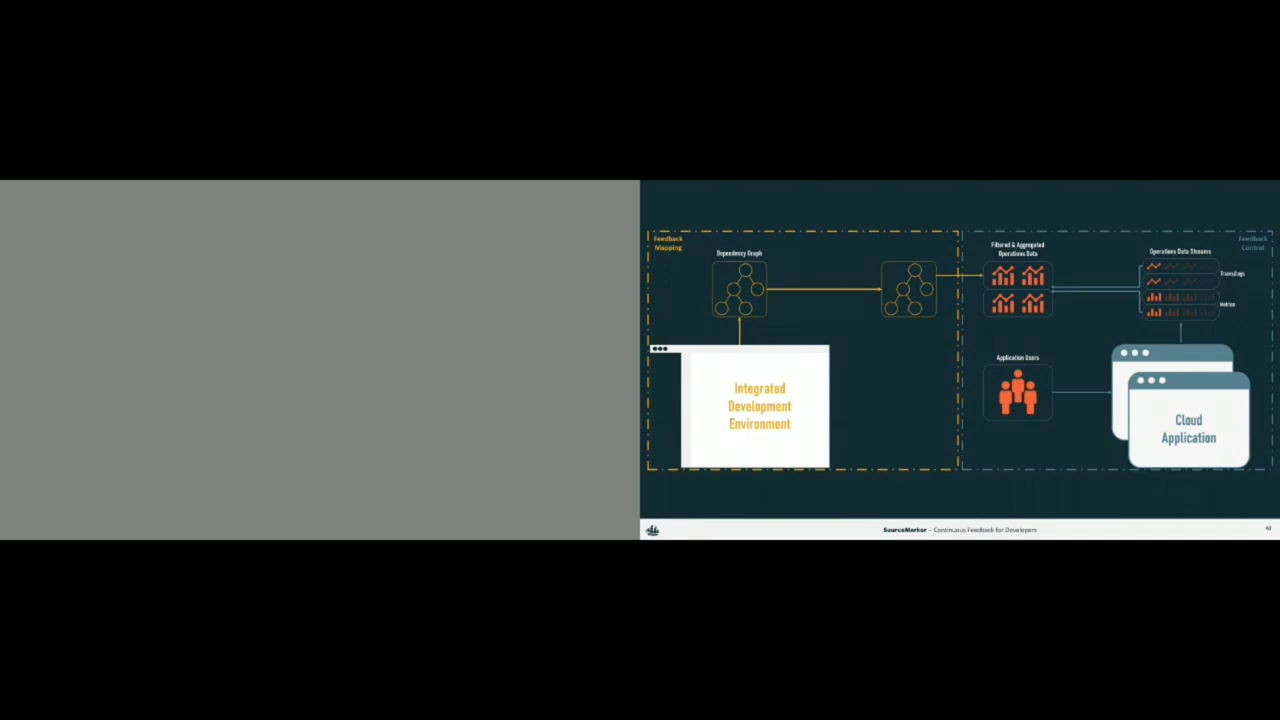 Feedback
Mapping
Dependency Graph
Integrated
Development
Environment
Filtered & Aggregated
Operations Data
Application Users
Feedback
Control
Operations Data Streams
Metrics
Cloud
Application
SourceMarker – Continuous Feedback for Developers